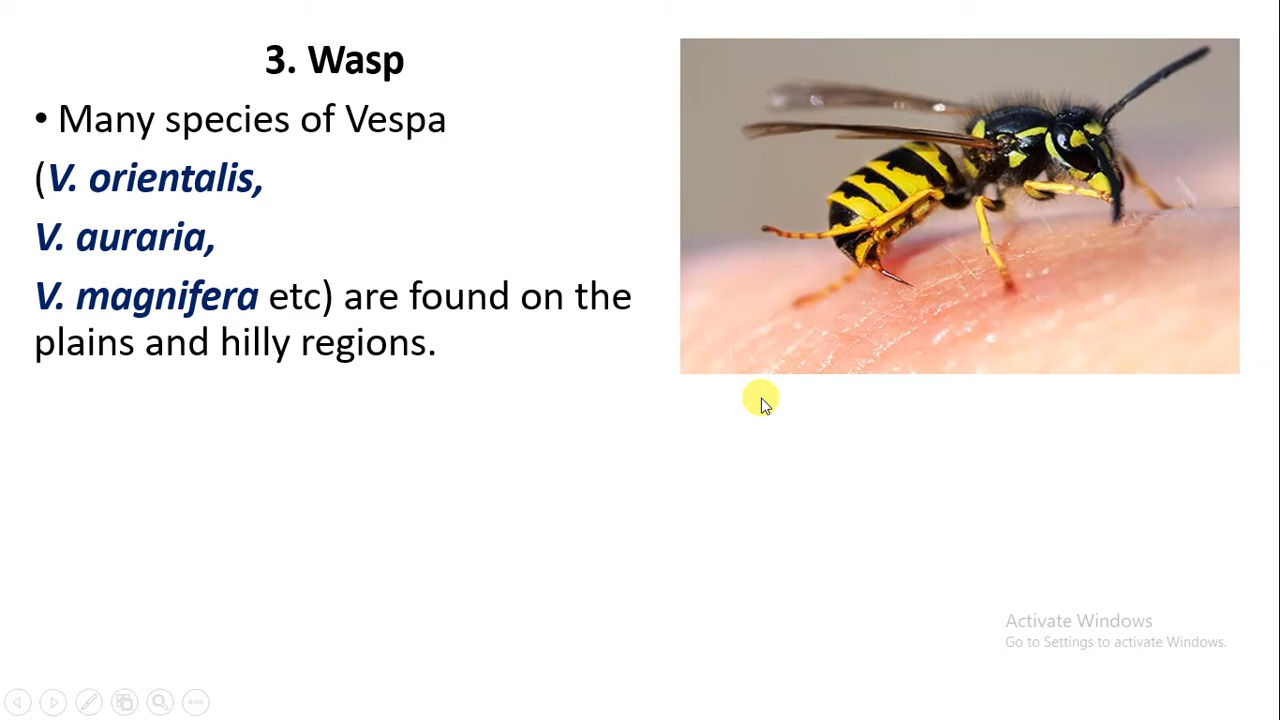 3. Wasp
• Many species of Vespa
(V. orientalis,
V. auraria,
V. magnifera etc) are found on the
plains and hilly regions.
Activate Windows
Go to Settings to activate Windows.